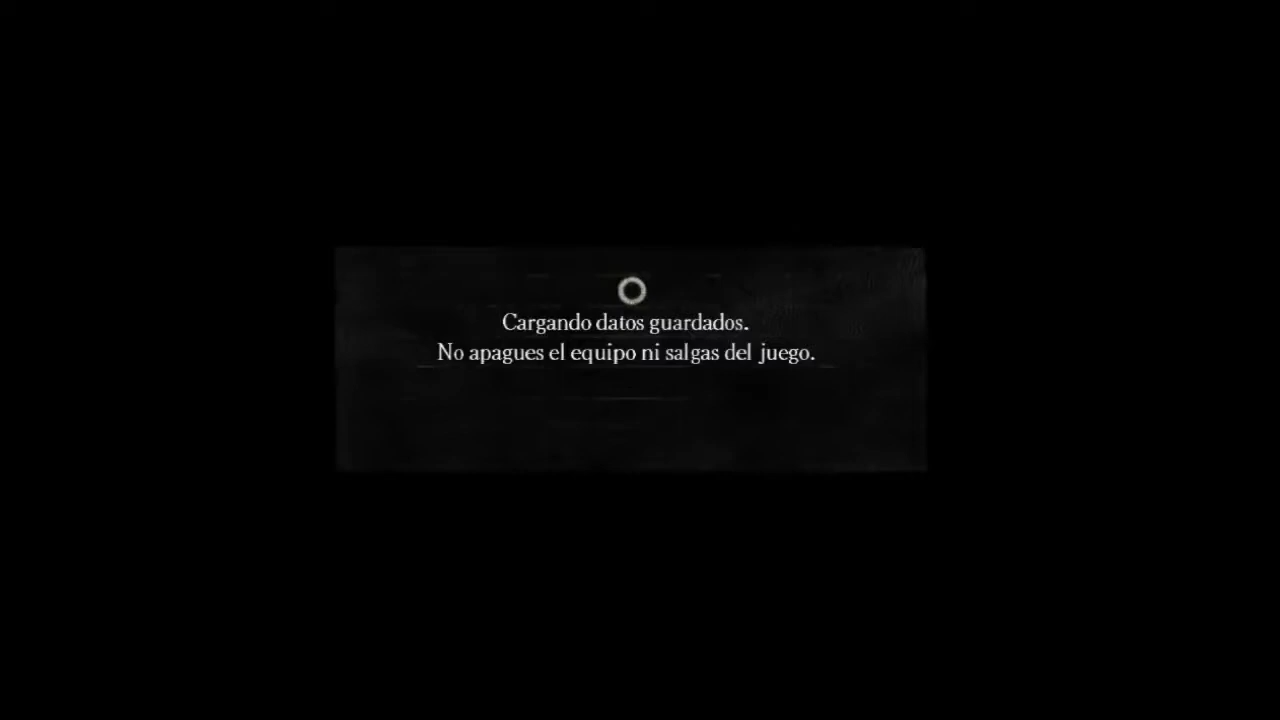 Cargando datos guardados.
No apagues el equipo ni salgas del juego.